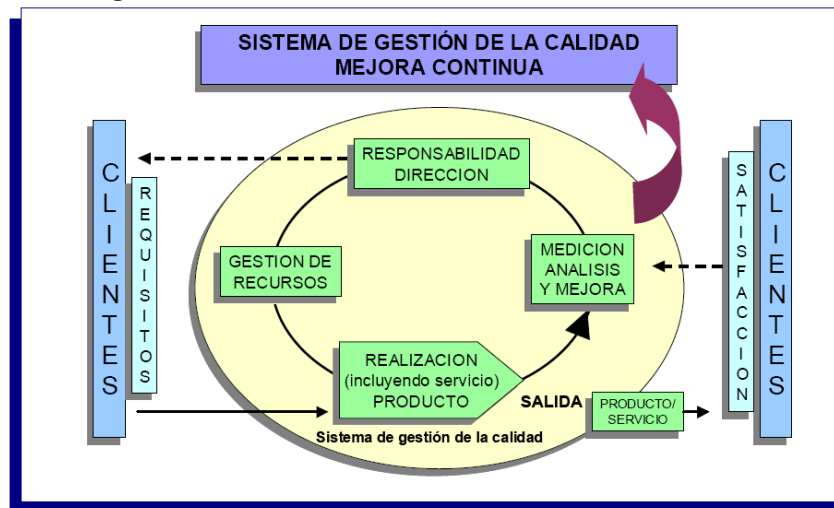 SISTEMA DE GESTIÓN DE LA CALIDAD
MEJORA CONTINUA
CLIENTES
REQUISITOS
RESPONSABILIDAD
DIRECCION
GESTION DE
RECURSOS
MEDICION
ANALISIS
Y MEJORA
REALIZACION
(incluyendo servicio)
PRODUCTO
SALIDA
PRODUCTO/
SERVICIO
Sistema de gestión de la calidad
SATISFACCION
CLIENTES